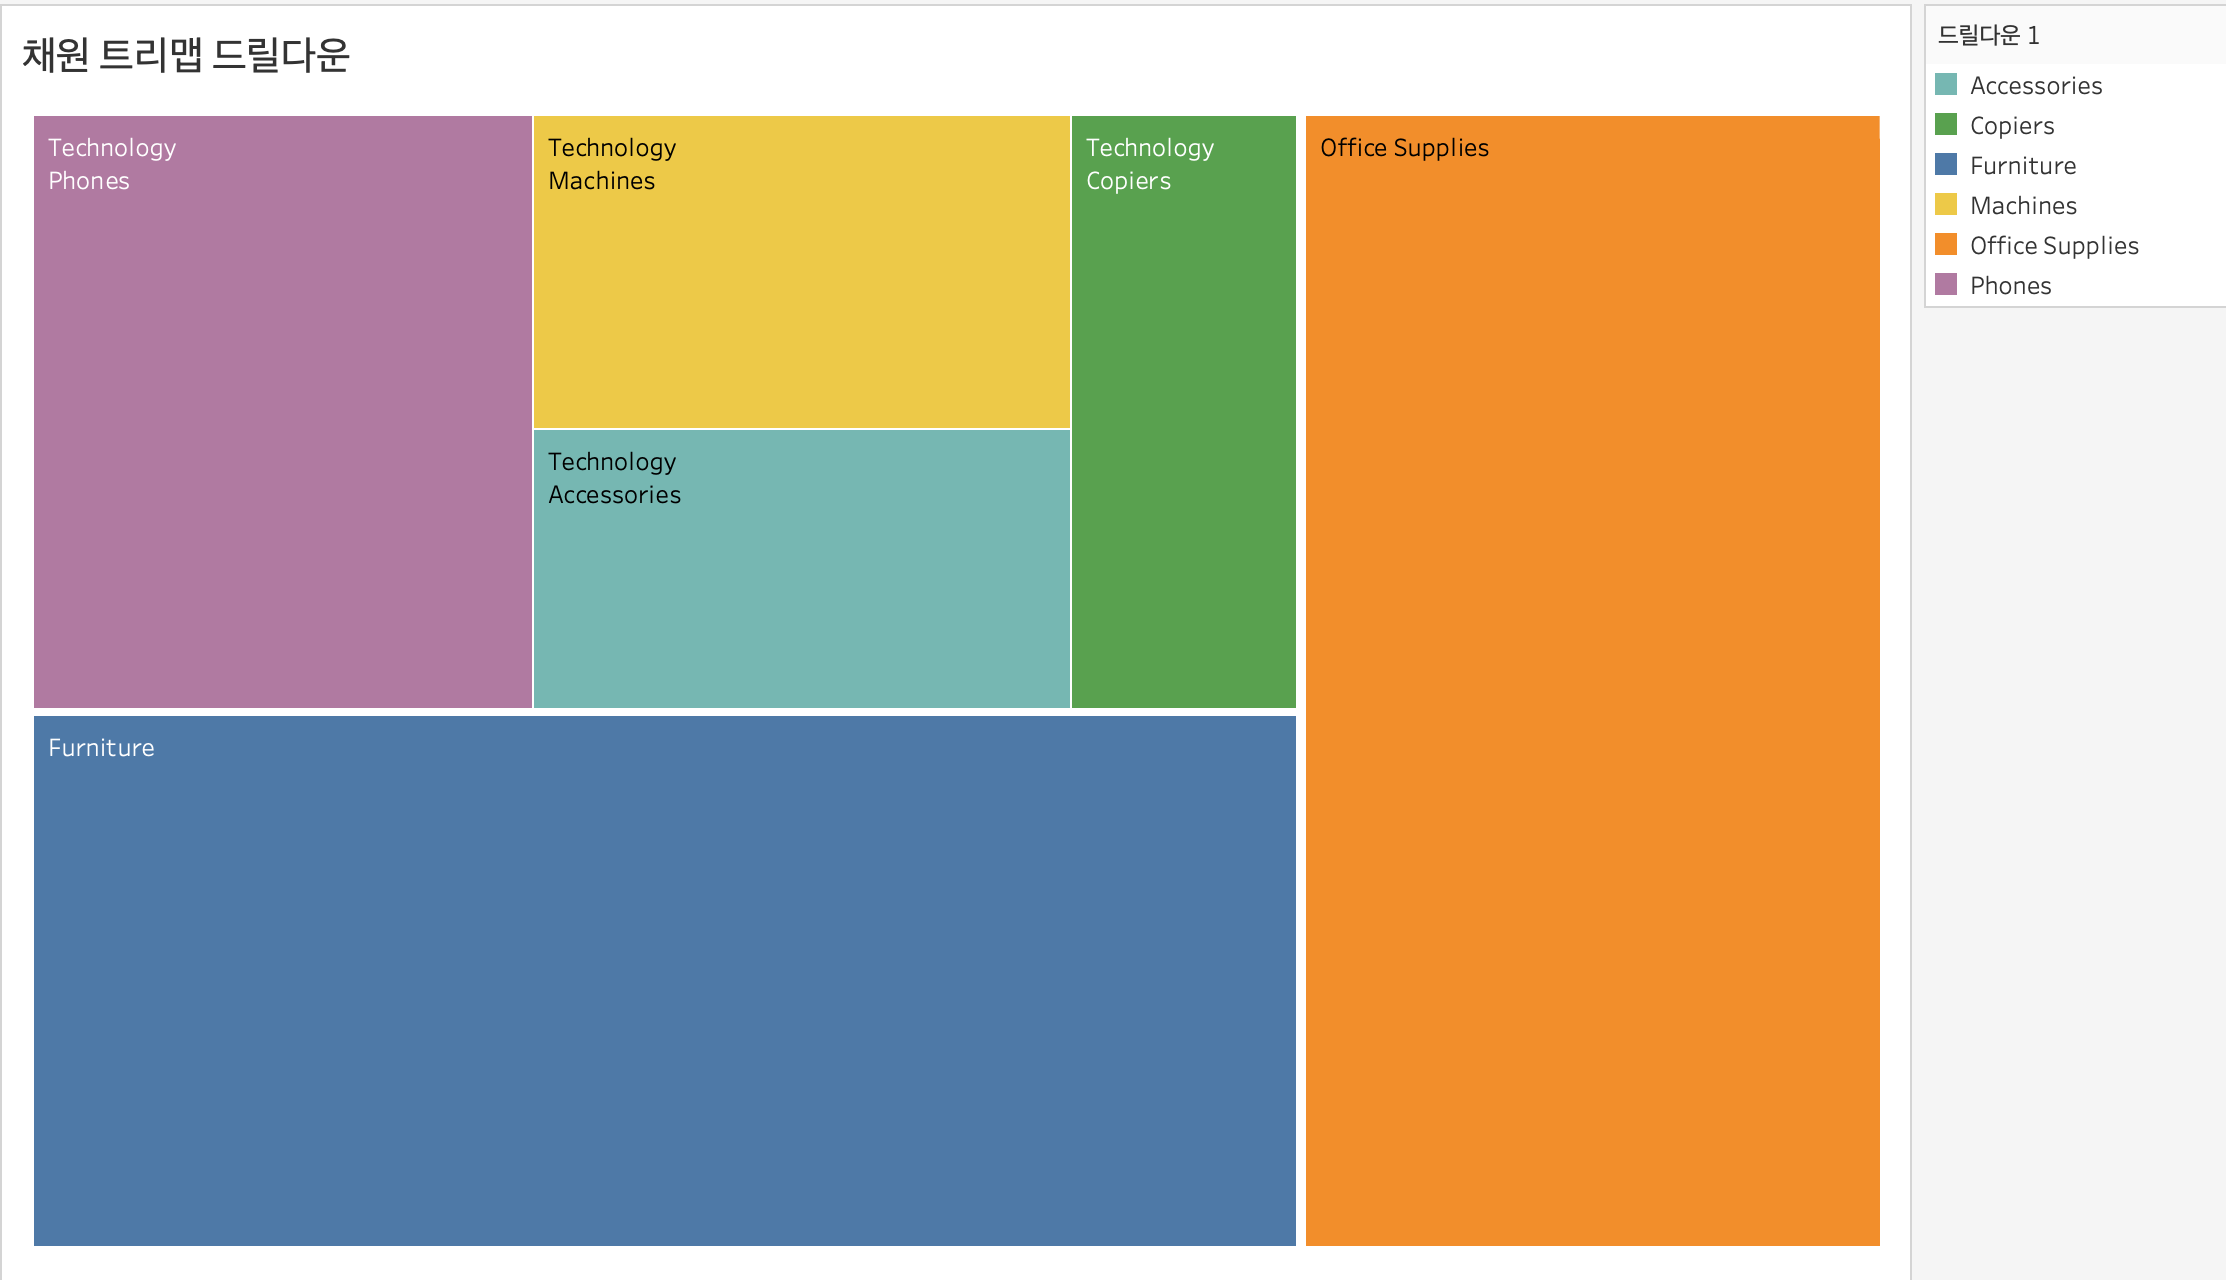 채원 트리맵 드릴다운
Technology
Phones
Technology
Machines
Technology
Copiers
Technology
Accessories
Office Supplies
Furniture
드릴다운 1
Accessories
Copiers
Furniture
Machines
Office Supplies
Phones